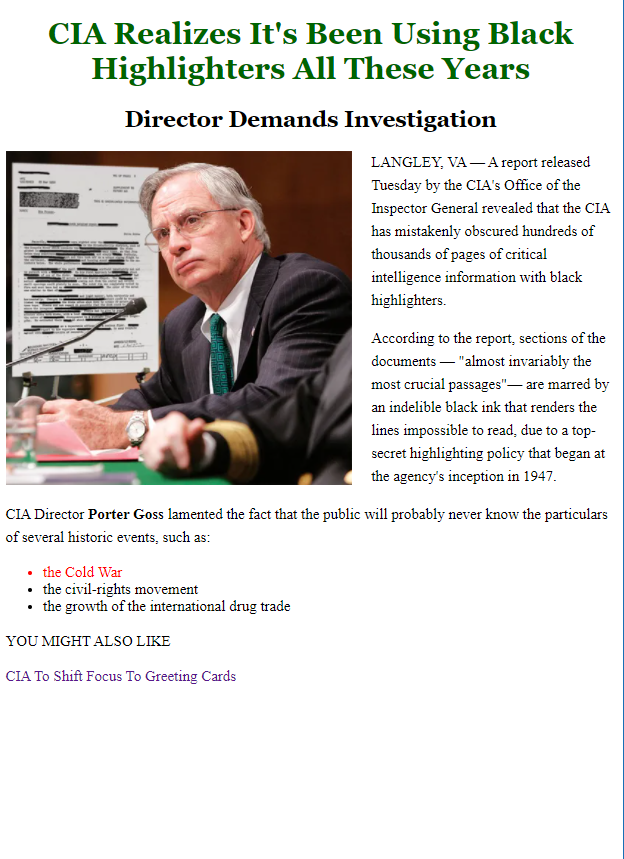 CIA Realizes It's Been Using Black
Highlighters All These Years
Director Demands Investigation
LANGLEY, VA — A report released
Tuesday by the CIA's Office of the
Inspector General revealed that the CIA
has mistakenly obscured hundreds of
thousands of pages of critical
intelligence information with black
highlighters.
According to the report, sections of the
documents — "almost invariably the
most crucial passages"— are marred by
an indelible black ink that renders the
lines impossible to read, due to a top-
secret highlighting policy that began at
the agency's inception in 1947.
CIA Director Porter Goss lamented the fact that the public will probably never know the particulars
of several historic events, such as:
• the Cold War
• the civil-rights movement
• the growth of the international drug trade
YOU MIGHT ALSO LIKE
CIA To Shift Focus To Greeting Cards